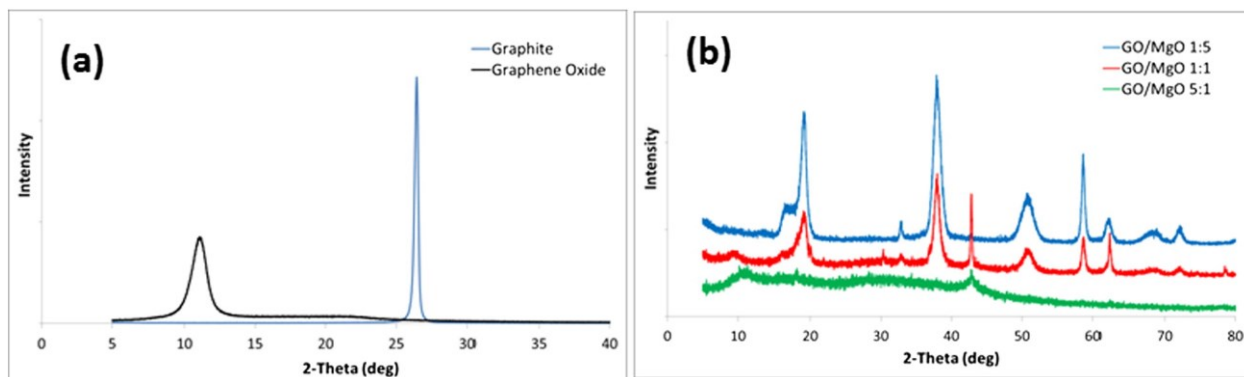 (a)
Graphite
Graphene Oxide
Intensity
0 5 10 15 20 25 30 35 40
2-Theta (deg)
(b)
GO/MgO 1:5
GO/MgO 1:1
GO/MgO 5:1
Intensity
0 10 20 30 40 50 60 70 80
2-Theta (deg)